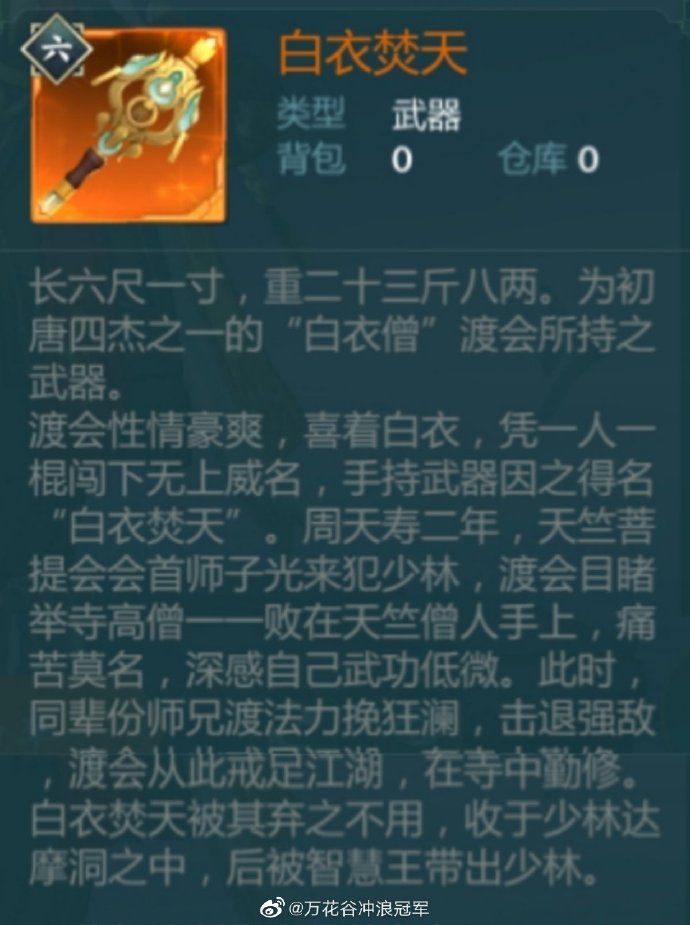 六
白衣焚天
类型 武器
背包 0 仓库 0
长六尺一寸，重二十三斤八两。为初
唐四杰之一的“白衣僧”渡会所持之
武器。
渡会性情豪爽，喜着白衣，凭一人一
棍闯下无上威名，手持武器因之得名
“白衣焚天”。周天寿二年，天竺菩
提会会首师子光来犯少林，渡会目睹
举寺高僧一一败在天竺僧人手上，痛
苦莫名，深感自己武功低微。此时，
同辈份师兄渡法力挽狂澜，击退强敌
，渡会从此戒足江湖，在寺中勤修。
白衣焚天被其弃之不用，收于少林达
摩洞之中，后被智慧王带出少林。
@万花谷冲浪冠军